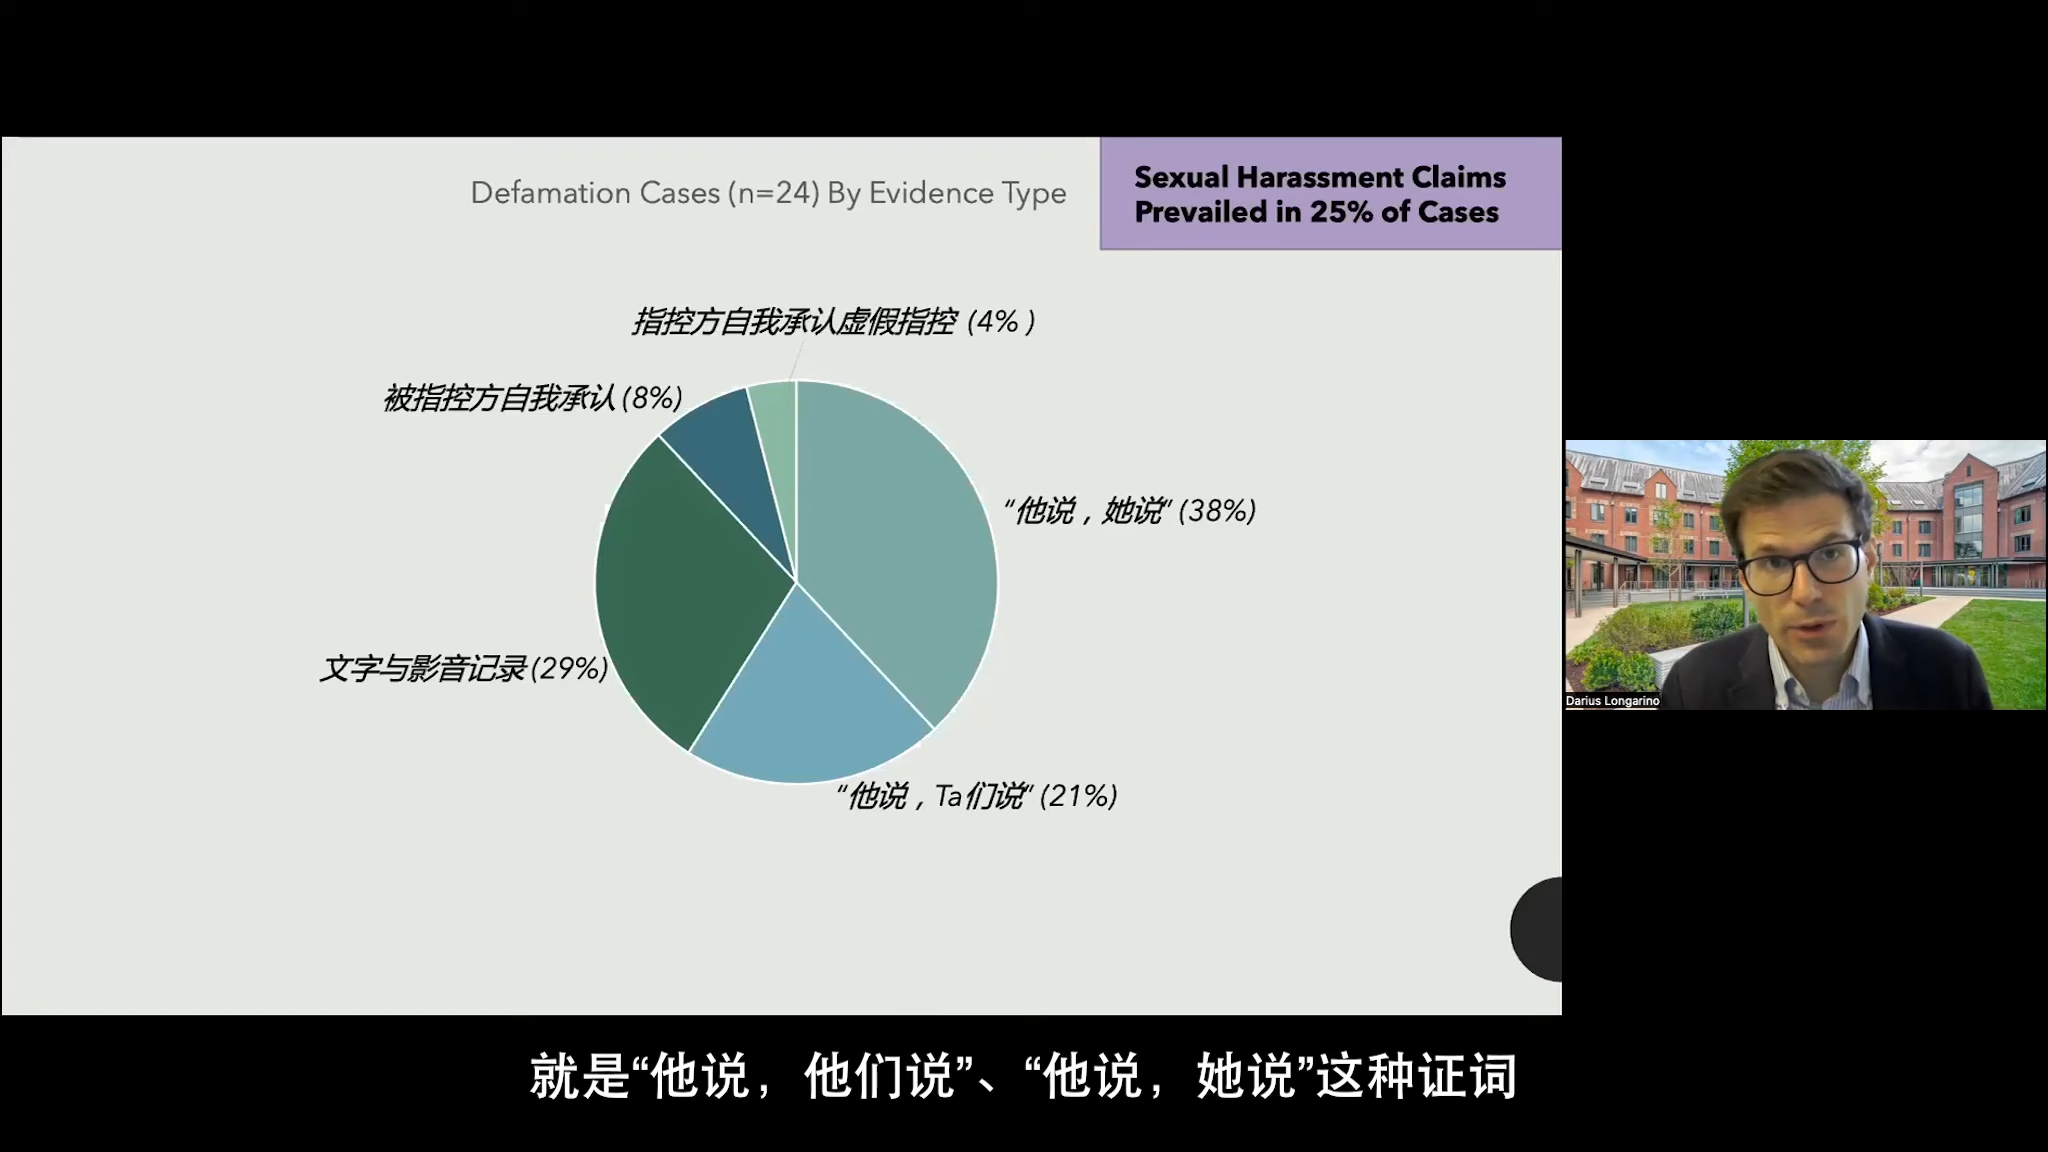 Defamation Cases (n=24) By Evidence Type
Sexual Harassment Claims
Prevailed in 25% of Cases
指控方自我承认虚假指控 (4% )
被指控方自我承认 (8%)
“他说，她说” (38%)
文字与影音记录 (29%)
“他说，Ta们说” (21%)
Darius Longarino
就是“他说，他们说”、“他说，她说”这种证词